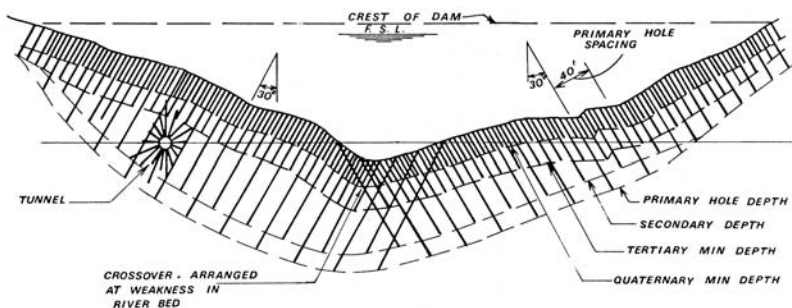 CREST OF DAM
F. S. L.
PRIMARY HOLE
SPACING
30°
30°
40'
TUNNEL
PRIMARY HOLE DEPTH
SECONDARY DEPTH
TERTIARY MIN DEPTH
QUATERNARY MIN DEPTH
CROSSOVER - ARRANGED
AT WEAKNESS IN
RIVER BED